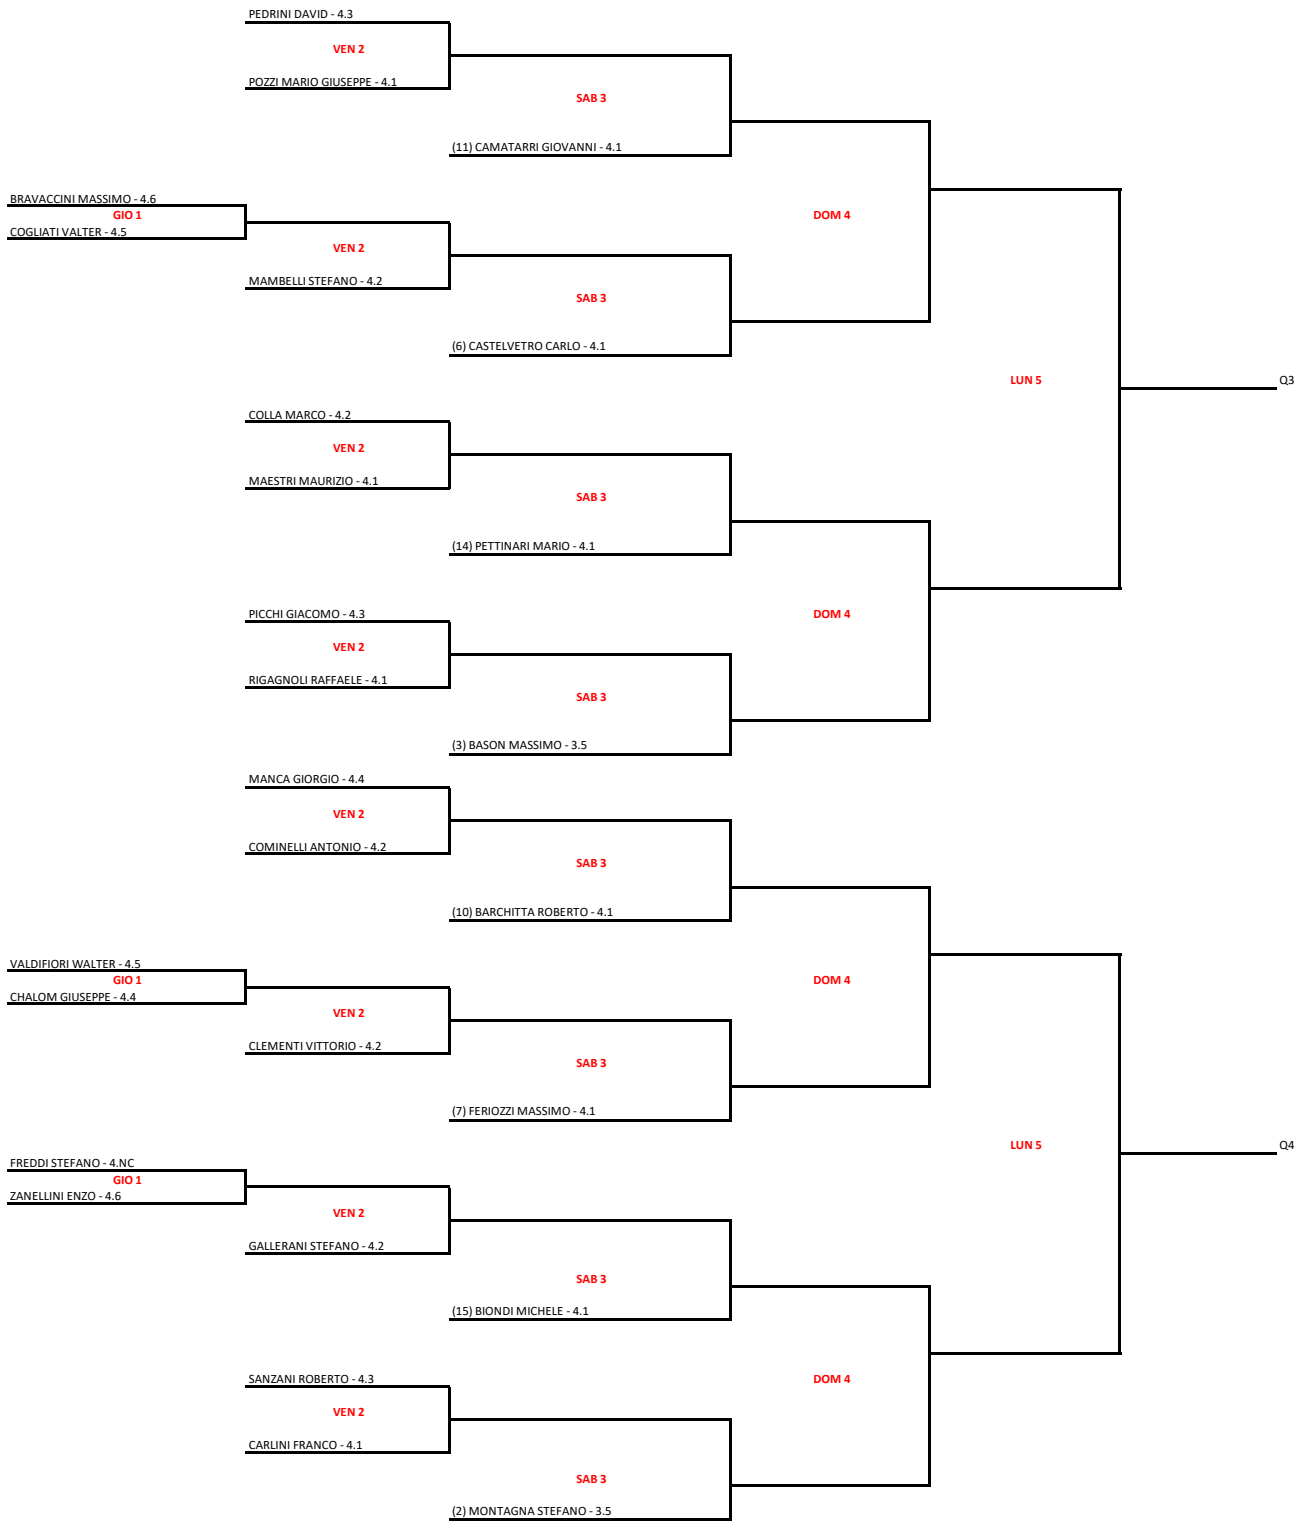 PEDRINI DAVID - 4.3
VEN 2
POZZI MARIO GIUSEPPE - 4.1
SAB 3
(11) CAMATARRI GIOVANNI - 4.1
BRAVACCINI MASSIMO - 4.6
GIO 1
DOM 4
COGLIATI VALTER - 4.5
VEN 2
MAMBELLI STEFANO - 4.2
SAB 3
(6) CASTELVETRO CARLO - 4.1
LUN 5
Q3
COLLA MARCO - 4.2
VEN 2
MAESTRI MAURIZIO - 4.1
SAB 3
(14) PETTINARI MARIO - 4.1
PICCHI GIACOMO - 4.3
DOM 4
VEN 2
RIGAGNOLI RAFFAELE - 4.1
SAB 3
(3) BASON MASSIMO - 3.5
MANCA GIORGIO - 4.4
VEN 2
COMINELLI ANTONIO - 4.2
SAB 3
(10) BARCHITTA ROBERTO - 4.1
VALDIFIORI WALTER - 4.5
GIO 1
DOM 4
CHALOM GIUSEPPE - 4.4
VEN 2
CLEMENTI VITTORIO - 4.2
SAB 3
(7) FERIOZZI MASSIMO - 4.1
LUN 5
Q4
FREDDI STEFANO - 4.NC
GIO 1
ZANELLINI ENZO - 4.6
VEN 2
GALLERANI STEFANO - 4.2
SAB 3
(15) BIONDI MICHELE - 4.1
SANZANI ROBERTO - 4.3
DOM 4
VEN 2
CARLINI FRANCO - 4.1
SAB 3
(2) MONTAGNA STEFANO - 3.5